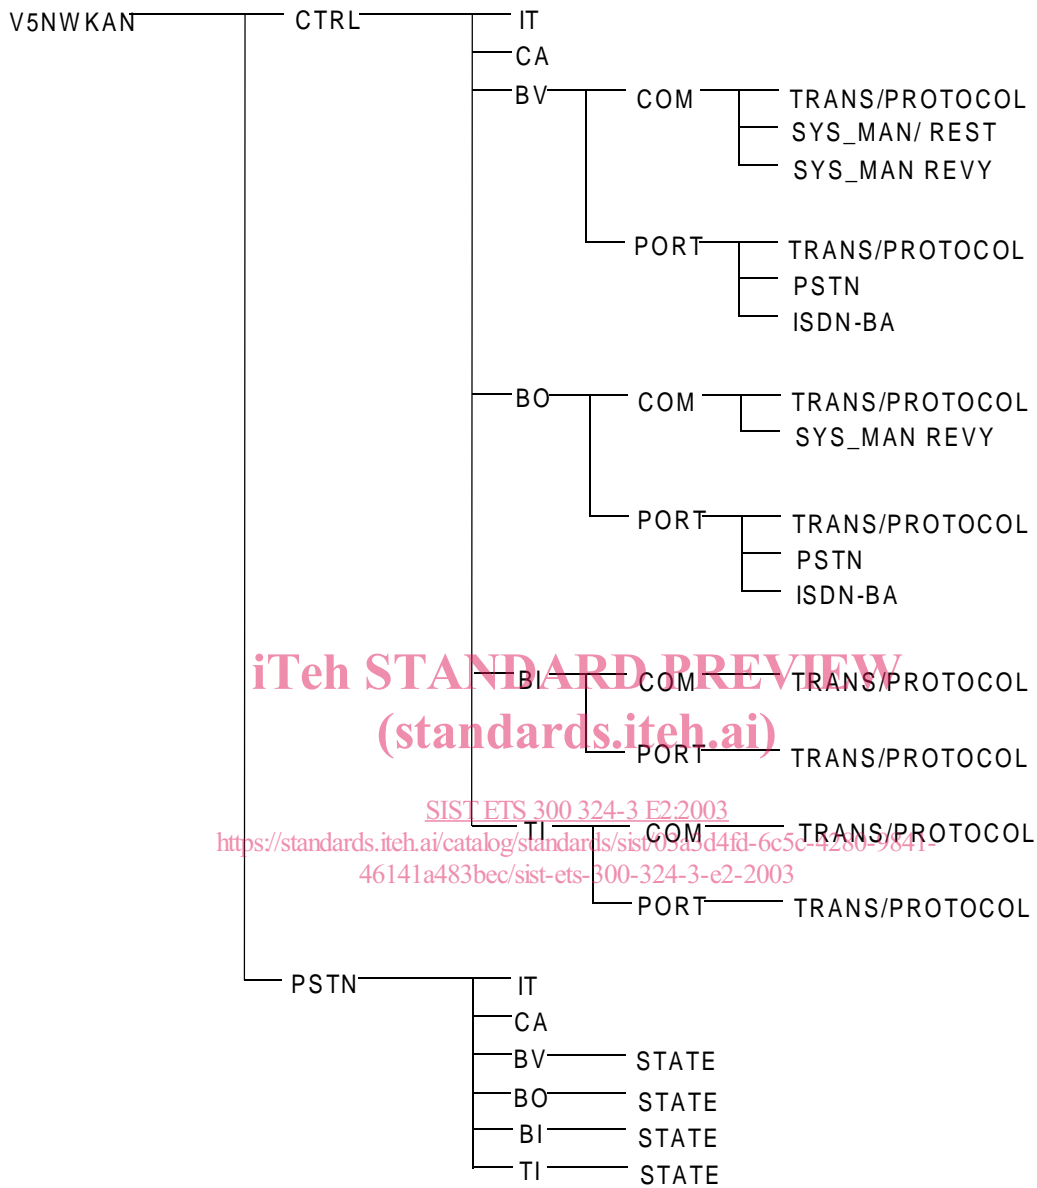 V5NWKAN CTRL IT
CA
BV COM TRANS/PROTOCOL
SYS_MAN/ REST
SYS_MAN REVY
PORT TRANS/PROTOCOL
PSTN
ISDN-BA
BO COM TRANS/PROTOCOL
SYS_MAN REVY
PORT TRANS/PROTOCOL
PSTN
ISDN-BA
iTeh STANDARD PREVIEW
BI COM TRANS/PROTOCOL
(standards.iteh.ai)
PORT TRANS/PROTOCOL
SIST ETS 300 324-3 E2:2003
TI COM TRANS/PROTOCOL
https://standards.iteh.ai/catalog/standards/sist/03a3d4fd-6c5c-4280-9841-
46141a483bec/sist-ets-300-324-3-e2-2003
PORT TRANS/PROTOCOL
PSTN IT
CA
BV STATE
BO STATE
BI STATE
TI STATE